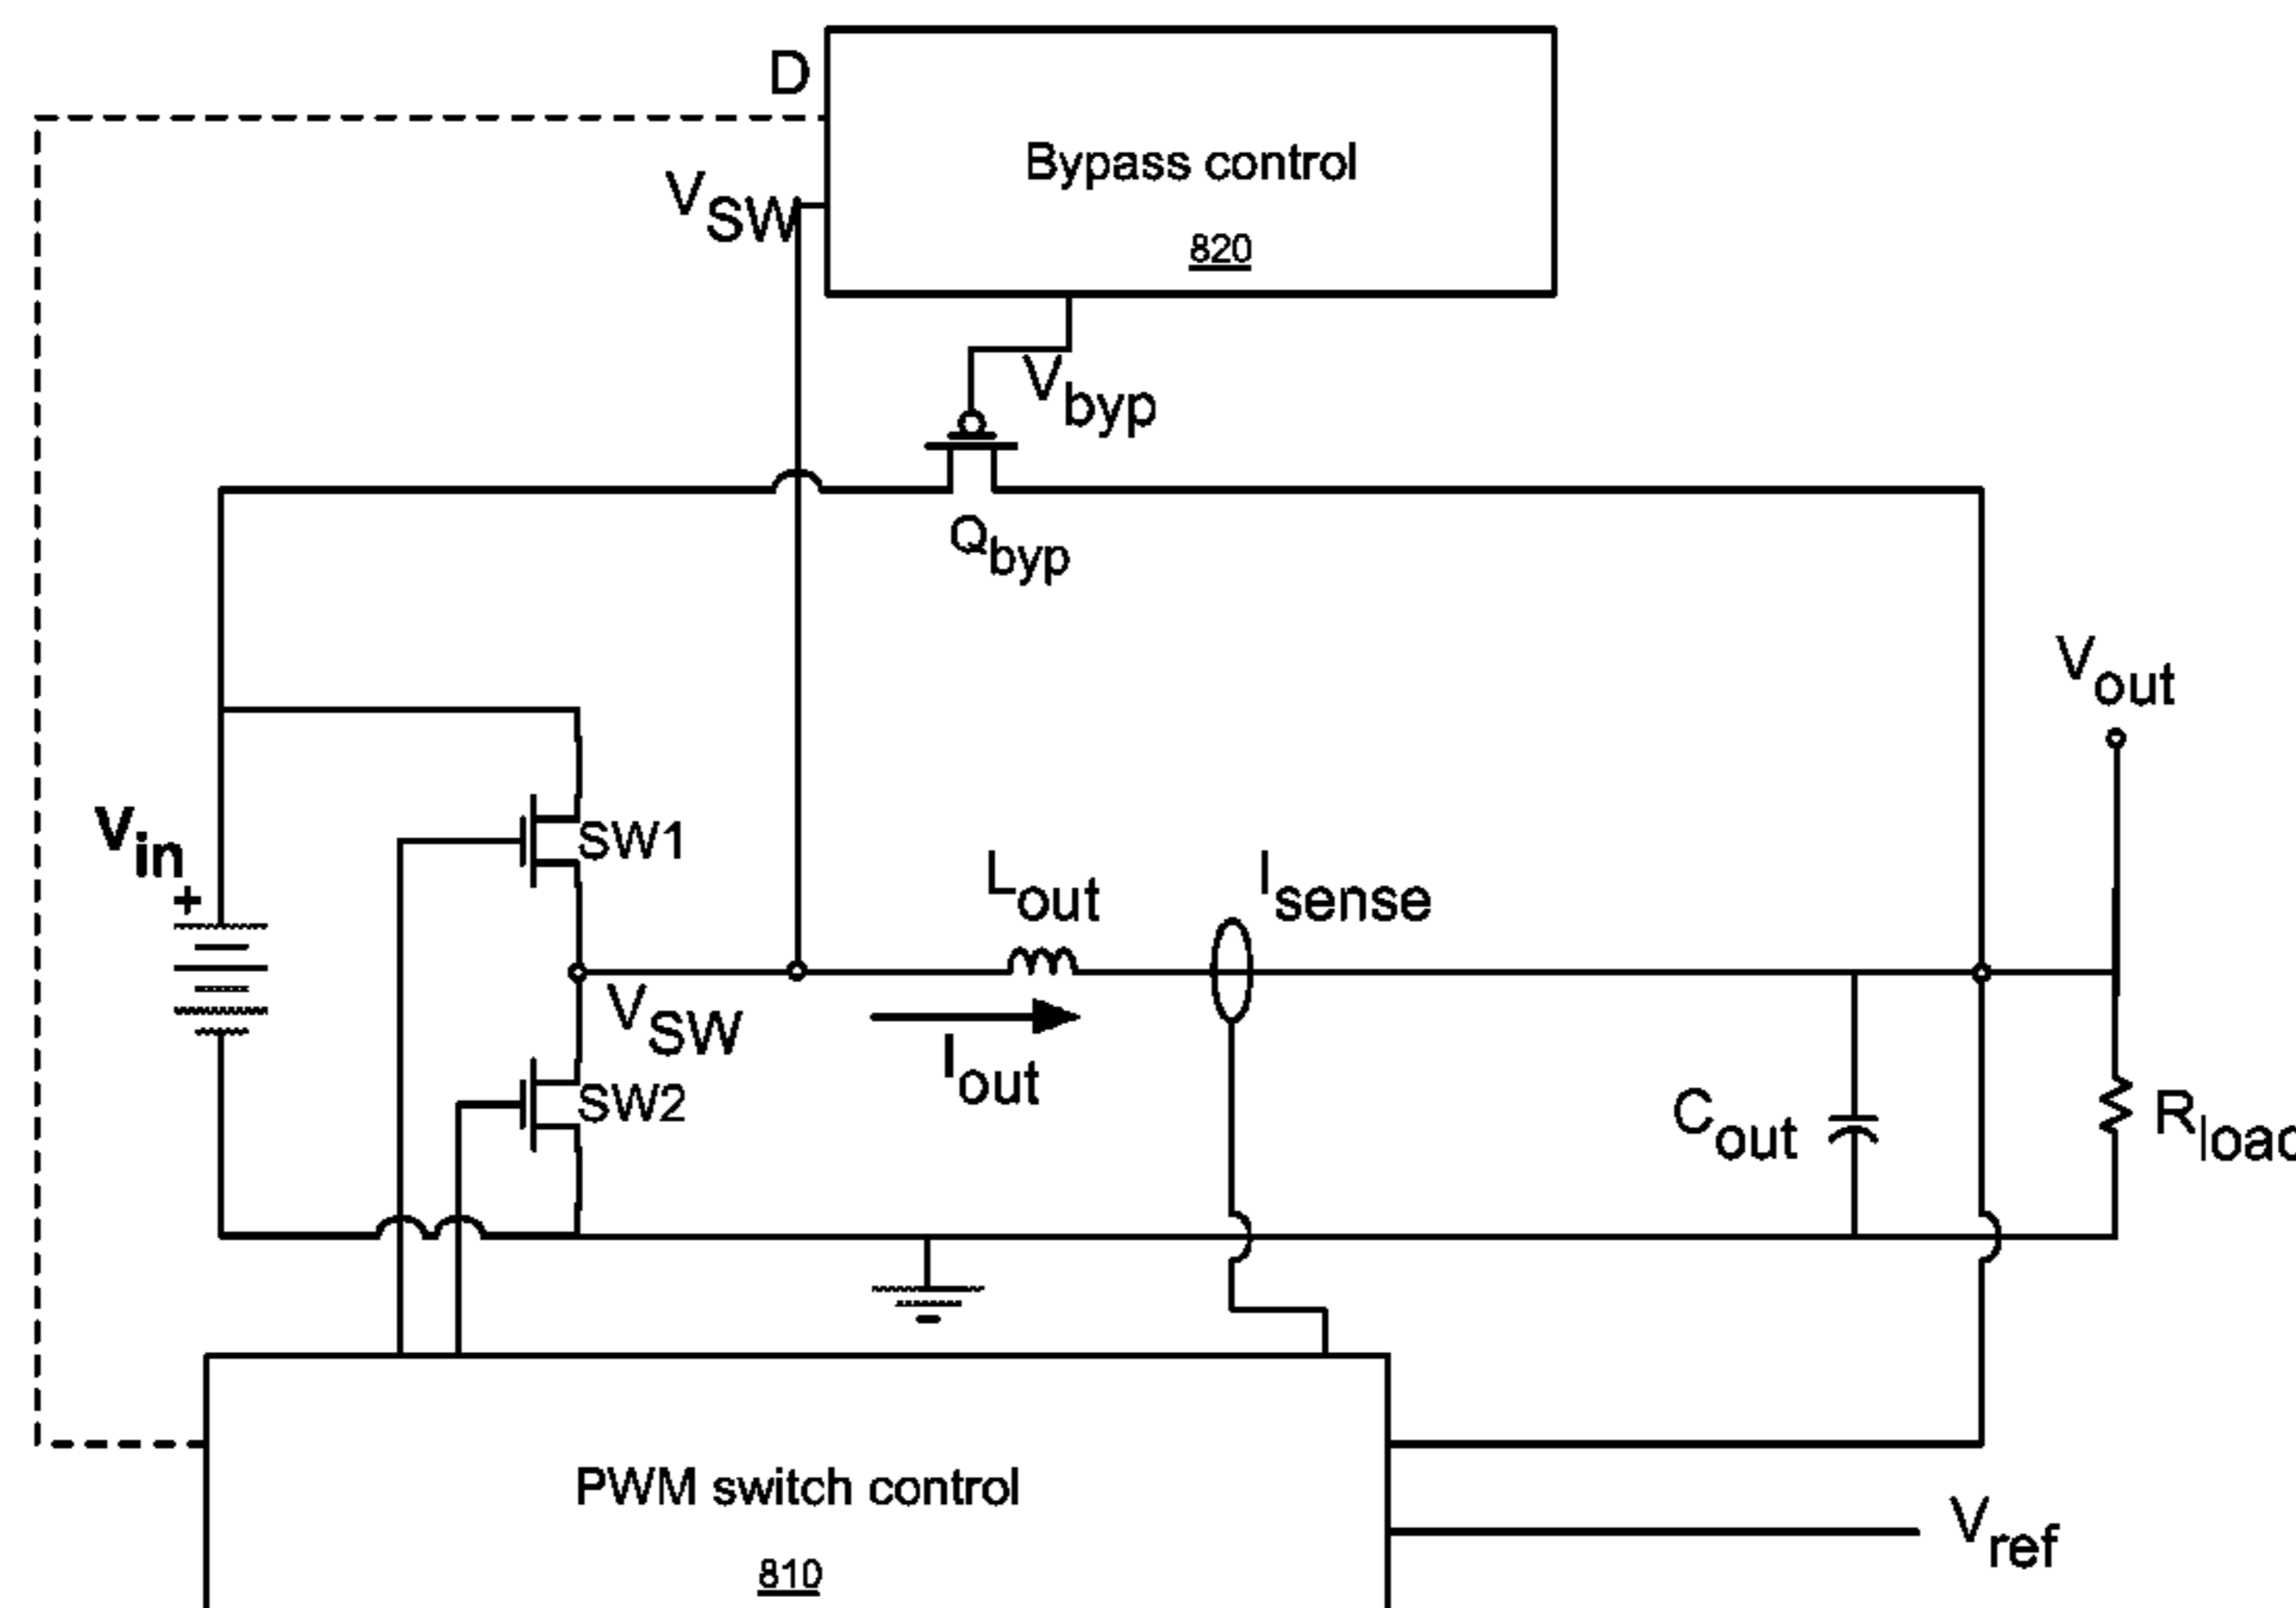 D
Bypass control
VSW
820
Vbyp
Qbyp
Vout
Vin
+
SW1
Lout
Isense
VSW
Iout
SW2
Cout
Rload
PWM switch control
Vref
810